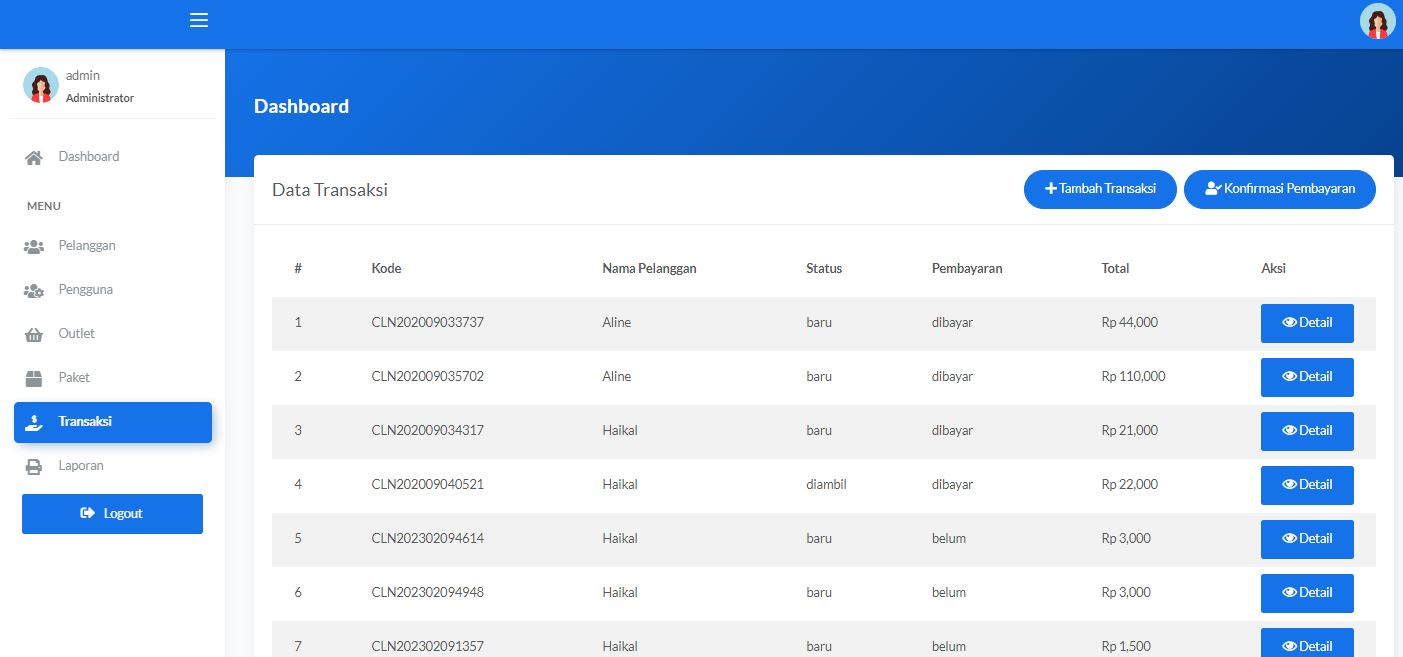 admin
Administrator
Dashboard
MENU
Pelanggan
Pengguna
Outlet
Paket
Transaksi
Laporan
Logout
Dashboard
Data Transaksi
Tambah Transaksi
Konfirmasi Pembayaran
# Kode Nama Pelanggan Status Pembayaran Total Aksi
1 CLN202009033737 Aline baru dibayar Rp 44,000 Detail
2 CLN202009035702 Aline baru dibayar Rp 110,000 Detail
3 CLN202009034317 Haikal baru dibayar Rp 21,000 Detail
4 CLN202009040521 Haikal diambil dibayar Rp 22,000 Detail
5 CLN202302094614 Haikal baru belum Rp 3,000 Detail
6 CLN202302094948 Haikal baru belum Rp 3,000 Detail
7 CLN202302091357 Haikal baru belum Rp 1,500 Detail